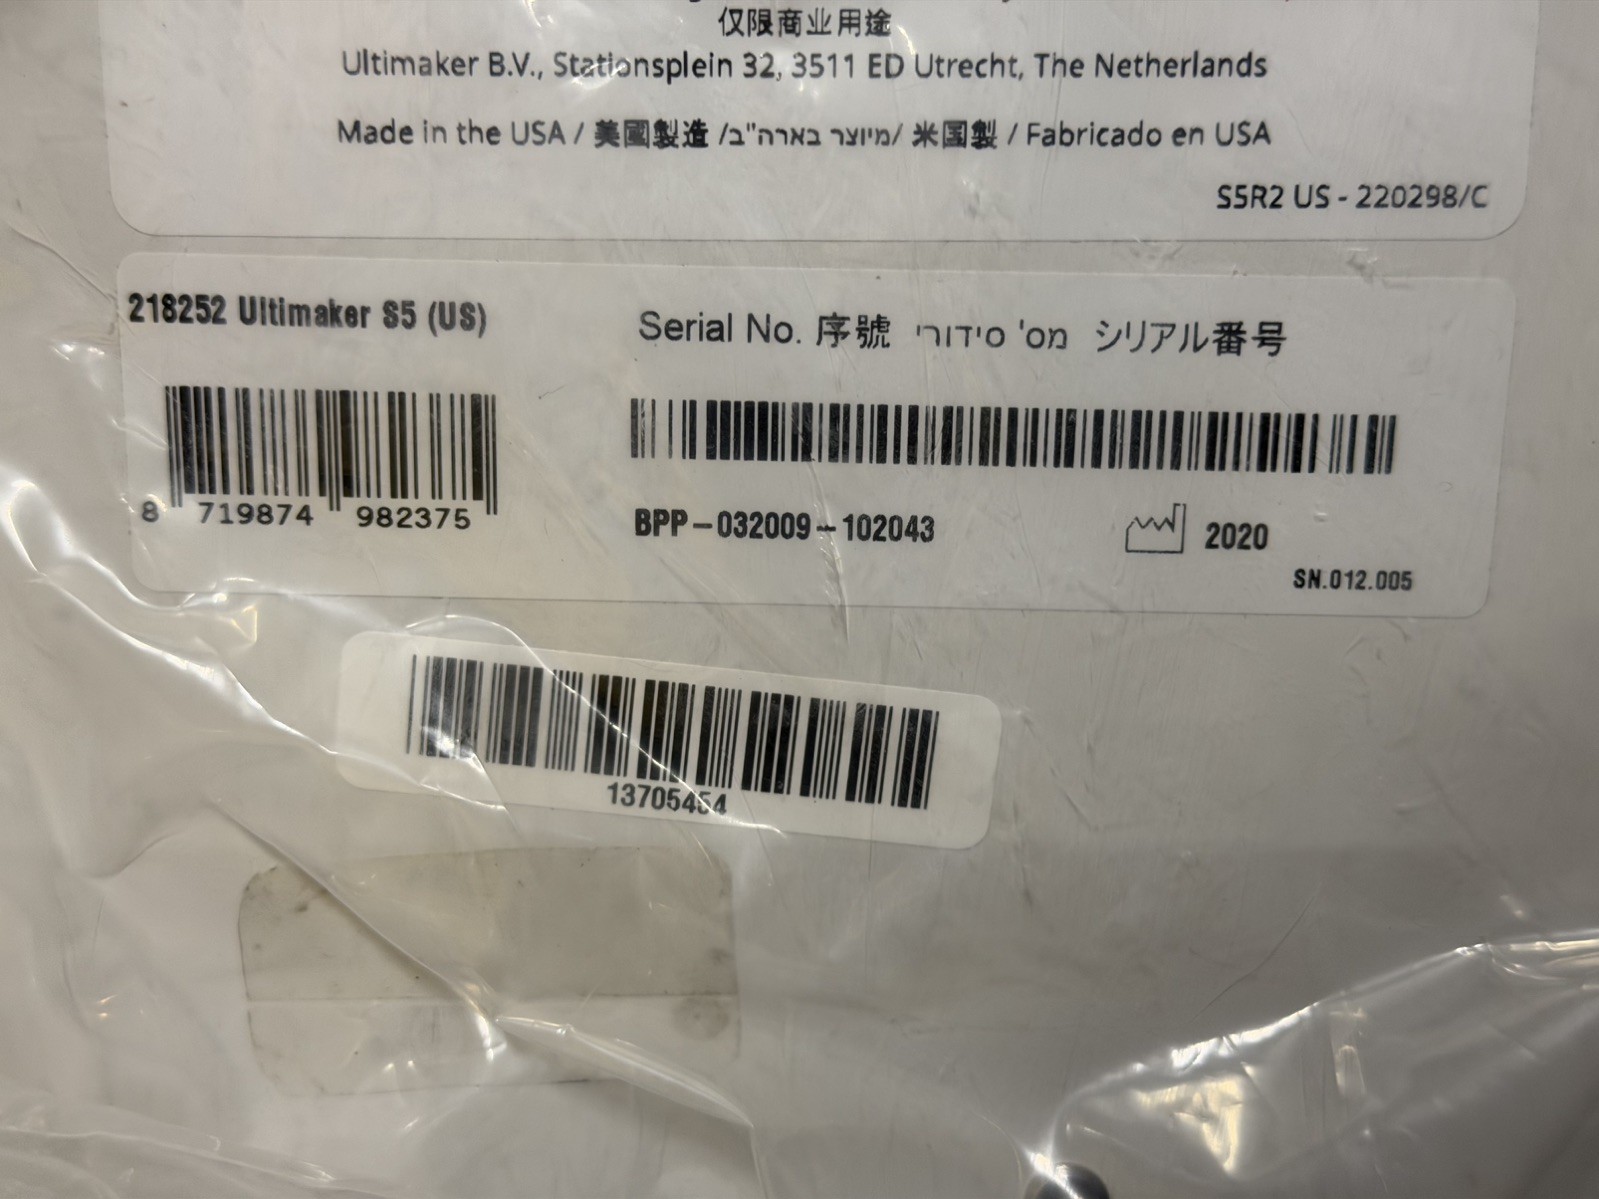 仅限商业用途
Ultimaker B.V., Stationsplein 32, 3511 ED Utrecht, The Netherlands
Made in the USA / 美國製造 /מיוצר בארה"ב/ 米国製 / Fabricado en USA
S5R2 US - 220298/C
218252 Ultimaker S5 (US)
Serial No. 序號 מס' סידורי シリアル番号
8 719874 982375
BPP-032009-102043
2020
SN.012.005
13705454